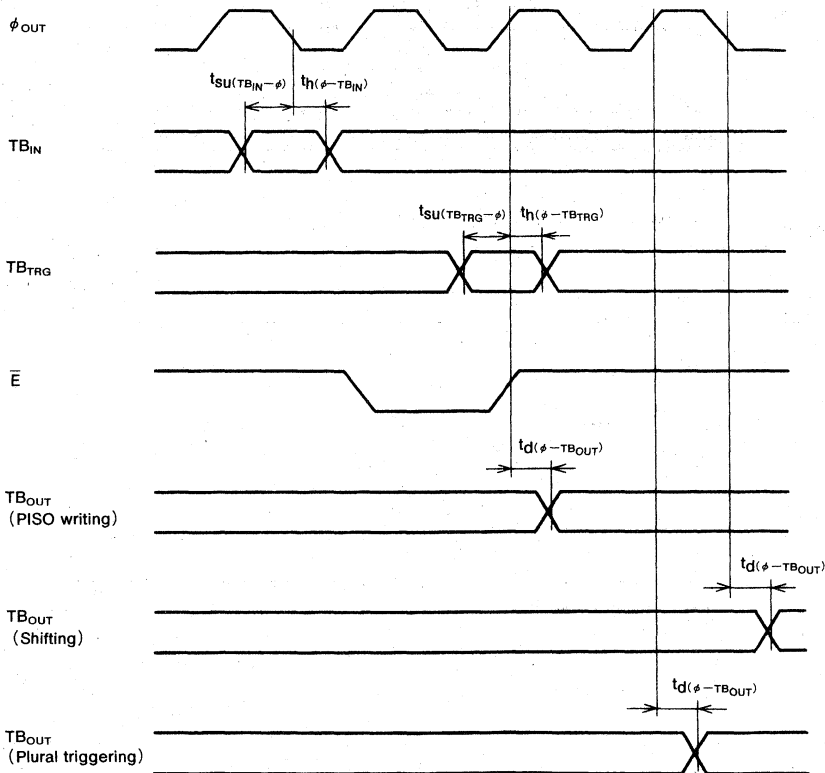 φOUT
tsu(TBIN−φ) th(φ−TBIN)
TBIN
tsu(TBTRG−φ) th(φ−TBTRG)
TBTRG
E̅
td(φ−TBOUT)
TBOUT
(PISO writing)
td(φ−TBOUT)
TBOUT
(Shifting)
td(φ−TBOUT)
TBOUT
(Plural triggering)